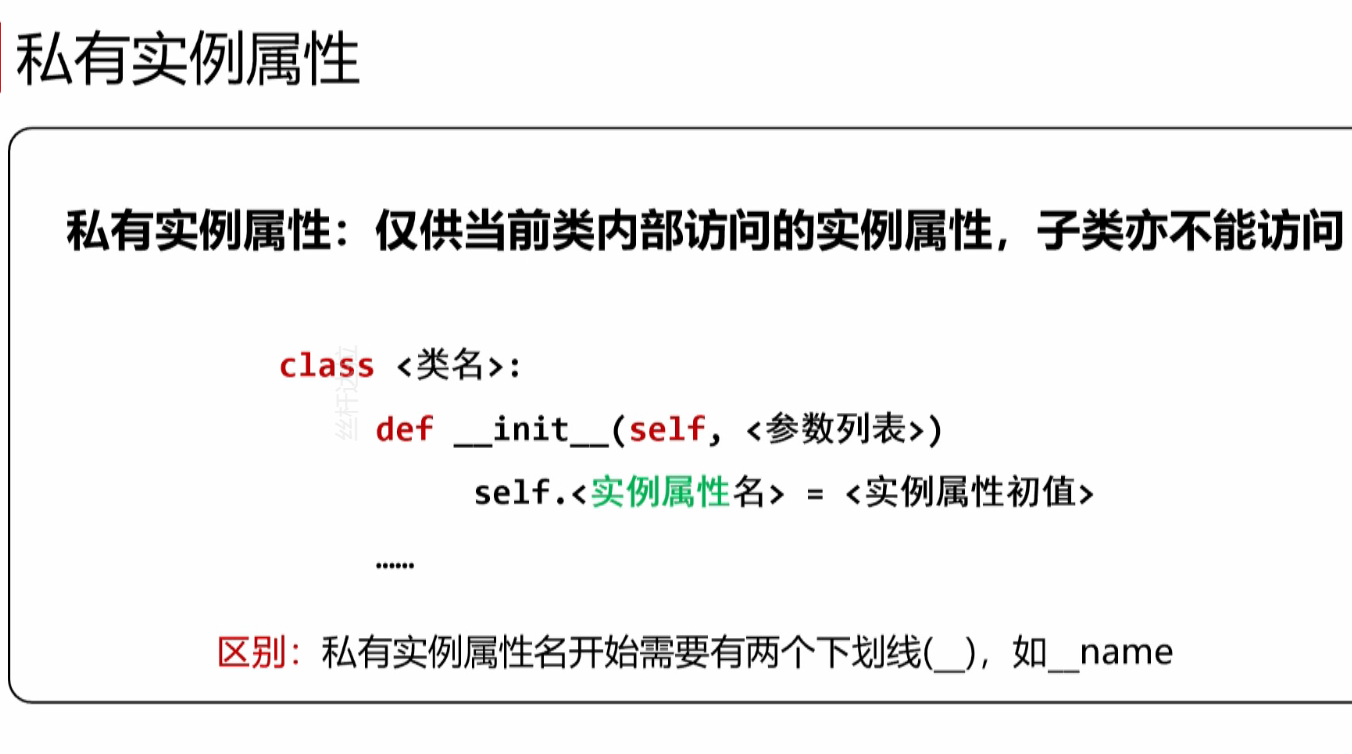 私有实例属性
私有实例属性：仅供当前类内部访问的实例属性，子类亦不能访问
class <类名>:
def __init__(self, <参数列表>)
self.<实例属性名> = <实例属性初值>
……
区别：私有实例属性名开始需要有两个下划线(__)，如__name